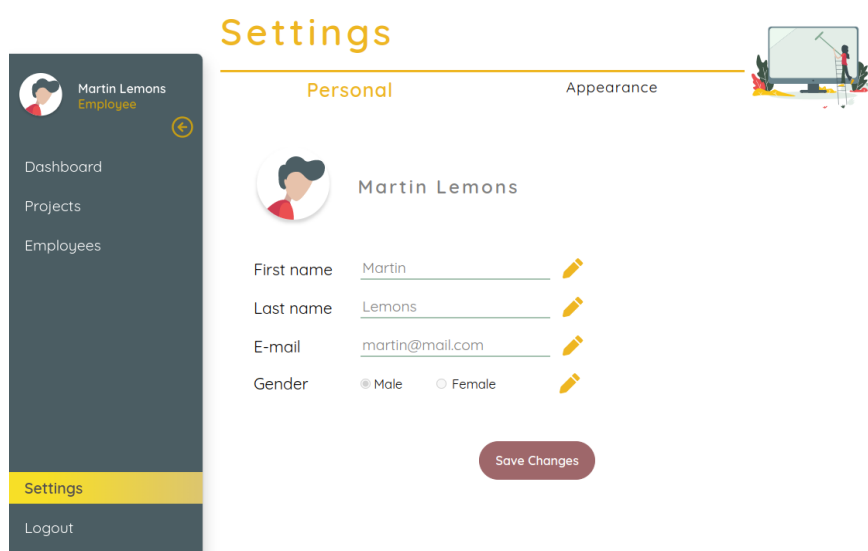 Settings
Martin Lemons
Employee
Dashboard
Projects
Employees
Settings
Logout
Personal Appearance
Martin Lemons
First name Martin
Last name Lemons
E-mail martin@mail.com
Gender Male Female
Save Changes